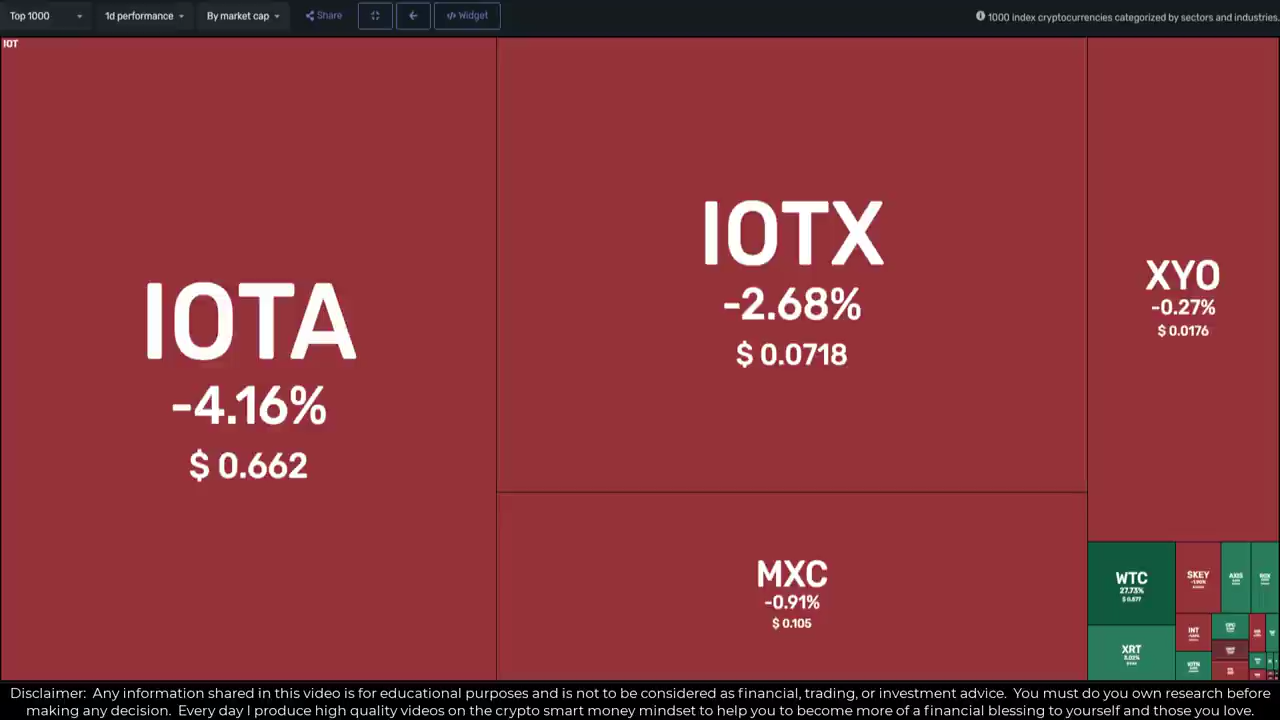 Top 1000
1d performance
By market cap
Share
Widget
1000 index cryptocurrencies categorized by sectors and industries.
IOT
IOTA
-4.16%
$ 0.662
IOTX
-2.68%
$ 0.0718
MXC
-0.91%
$ 0.105
XYO
-0.27%
$ 0.0176
WTC
27.73%
$ 0.677
XRT
SKEY
INT
Disclaimer: Any information shared in this video is for educational purposes and is not to be considered as financial, trading, or investment advice. You must do you own research before
making any decision. Every day I produce high quality videos on the crypto smart money mindset to help you to become more of a financial blessing to yourself and those you love.